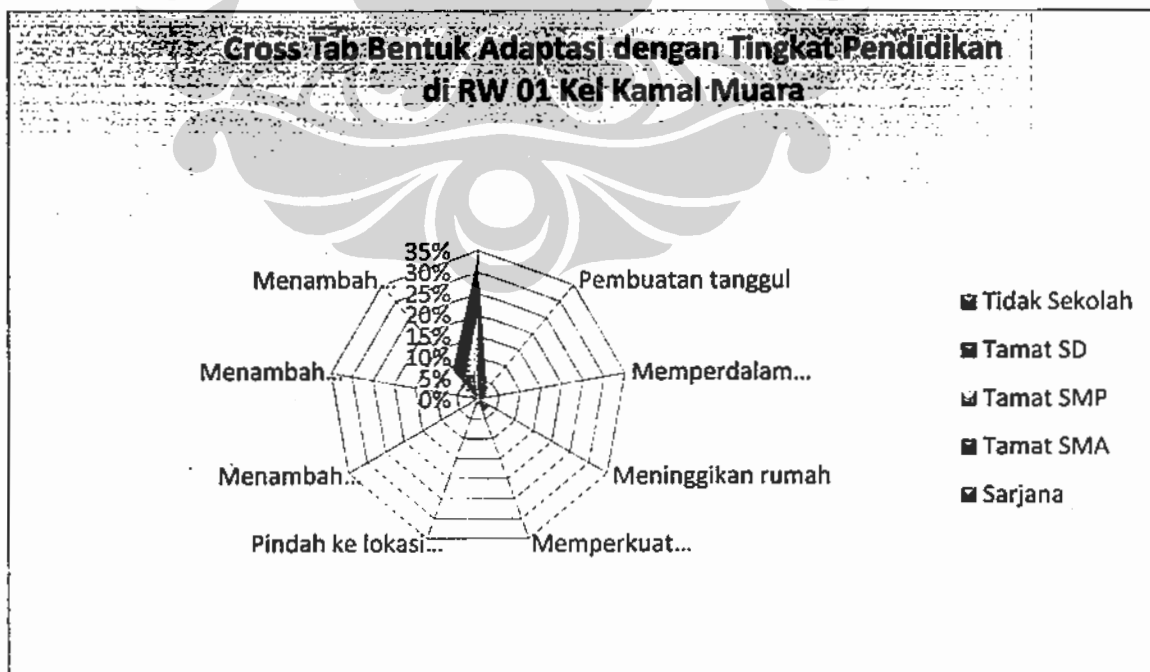 Cross Tab Bentuk Adaptasi dengan Tingkat Pendidikan
di RW 01 Kel Kamal Muara
35%
30%
25%
20%
15%
10%
5%
0%
Pembuatan tanggul
Memperdalam...
Meninggikan rumah
Memperkuat...
Pindah ke lokasi...
Menambah...
Menambah...
Menambah...
Tidak Sekolah
Tamat SD
Tamat SMP
Tamat SMA
Sarjana